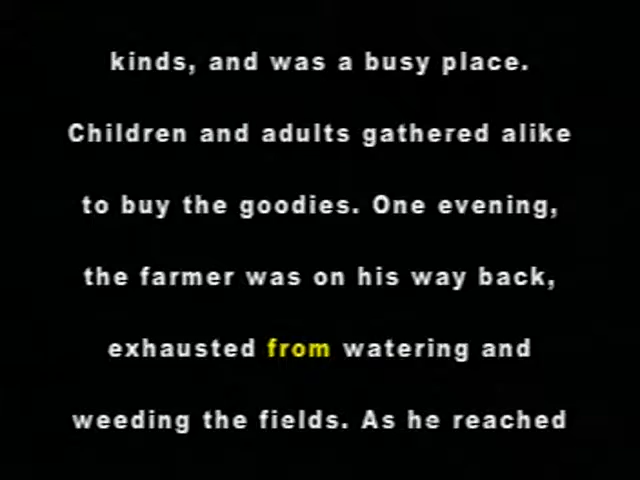 kinds, and was a busy place.
Children and adults gathered alike
to buy the goodies. One evening,
the farmer was on his way back,
exhausted from watering and
weeding the fields. As he reached